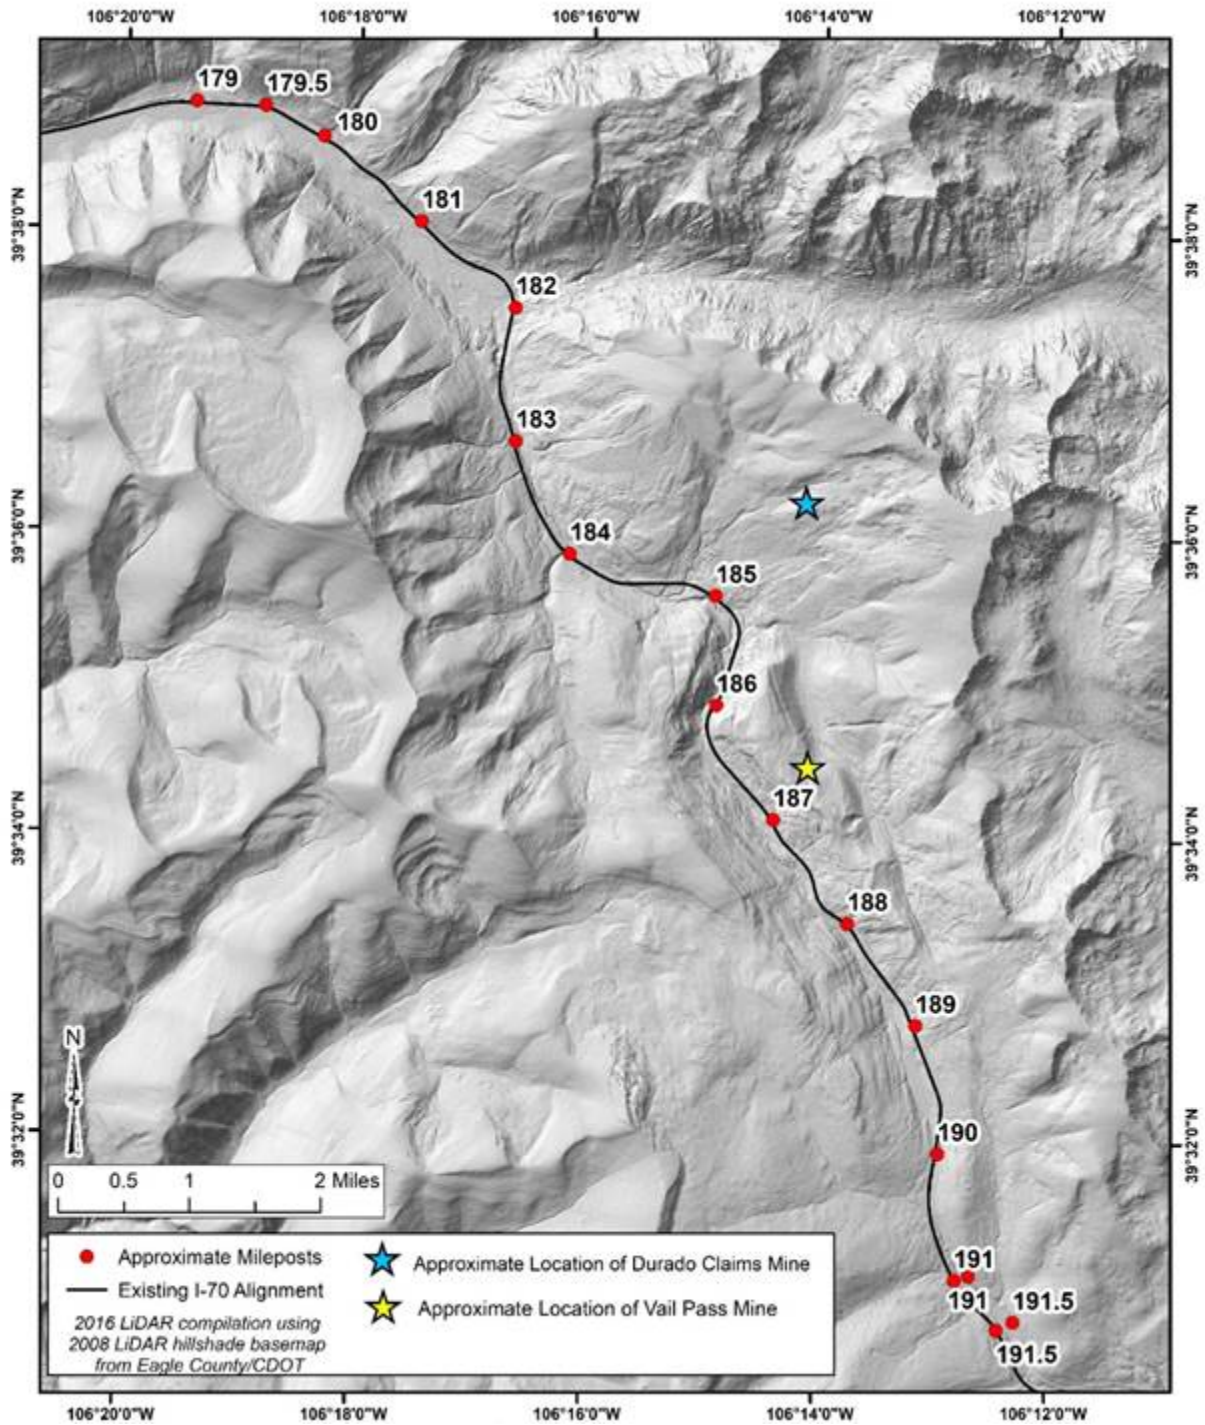 106°20'0"W 106°18'0"W 106°16'0"W 106°14'0"W 106°12'0"W
179
179.5
180
181
39°38'0"N
39°38'0"N
182
183
39°36'0"N
39°36'0"N
184
185
186
187
39°34'0"N
39°34'0"N
188
189
N
39°32'0"N
39°32'0"N
190
0 0.5 1 2 Miles
Approximate Mileposts
Existing I-70 Alignment
2016 LiDAR compilation using
2008 LiDAR hillshade basemap
from Eagle County/CDOT
Approximate Location of Durado Claims Mine
Approximate Location of Vail Pass Mine
191
191
191.5
191.5
106°20'0"W 106°18'0"W 106°16'0"W 106°14'0"W 106°12'0"W